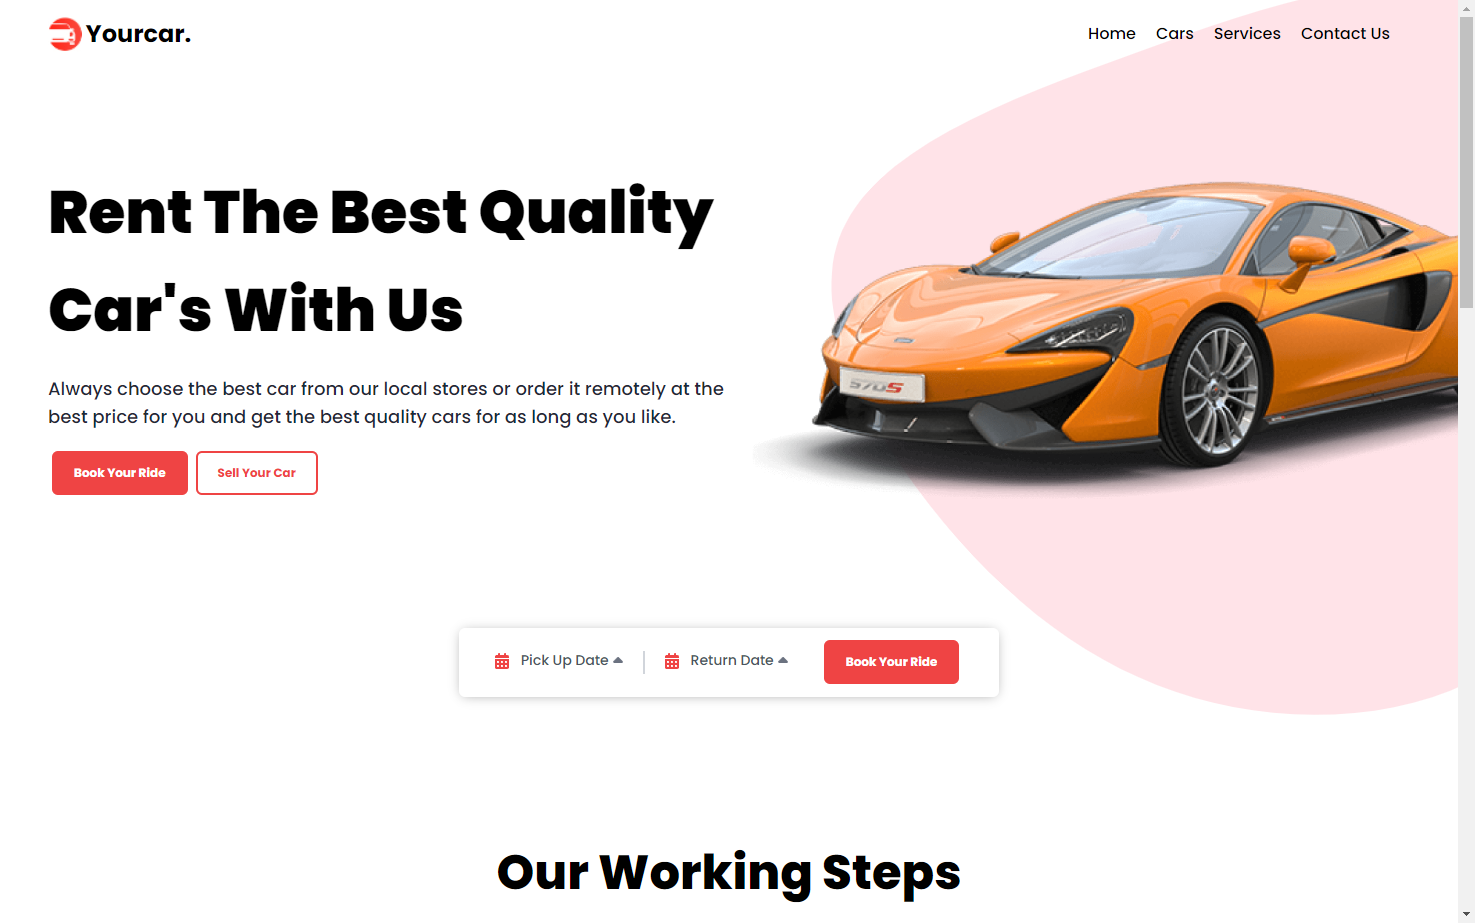 Yourcar.
Home Cars Services Contact Us
Rent The Best Quality
Car's With Us
Always choose the best car from our local stores or order it remotely at the
best price for you and get the best quality cars for as long as you like.
Book Your Ride Sell Your Car
570S
Pick Up Date Return Date Book Your Ride
Our Working Steps